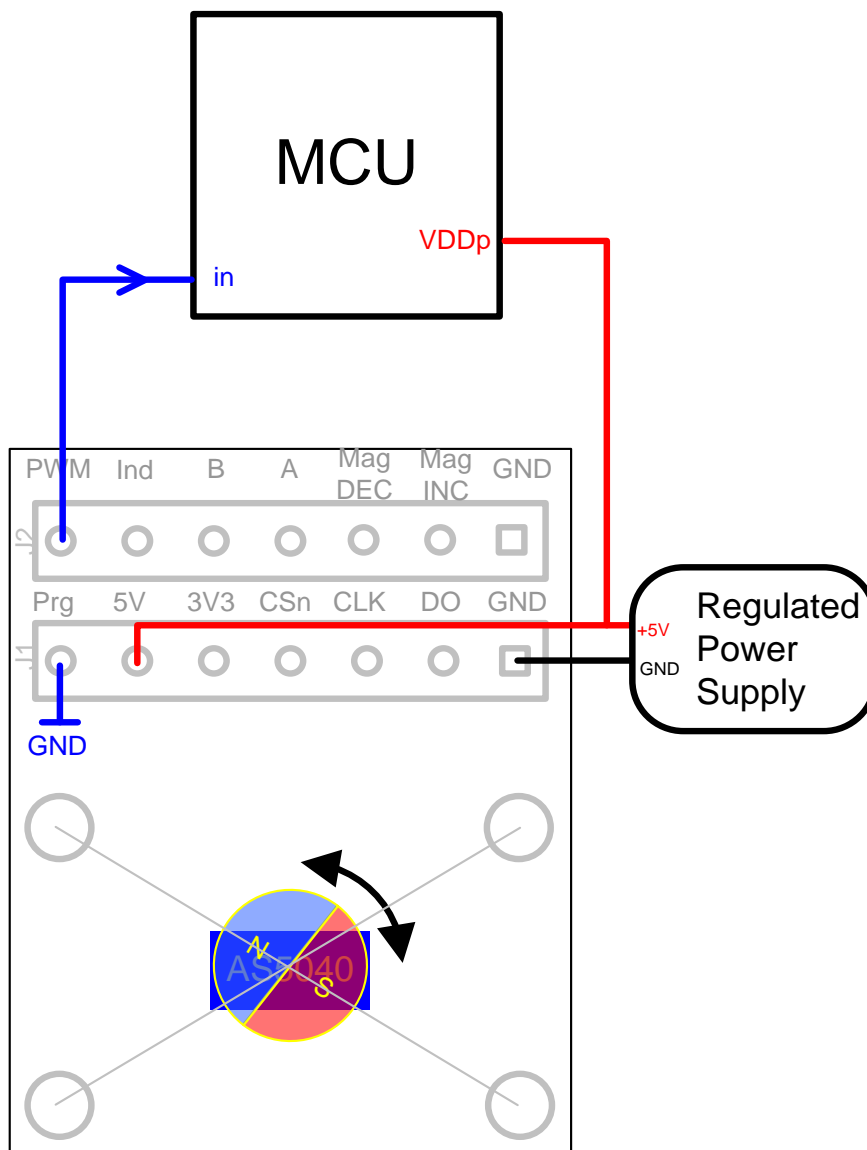 MCU
VDDp
in
PWM Ind B A Mag DEC Mag INC GND
J2
Prg 5V 3V3 CSn CLK DO GND
J1
+5V
GND
Regulated
Power
Supply
GND
N
AS5040
S